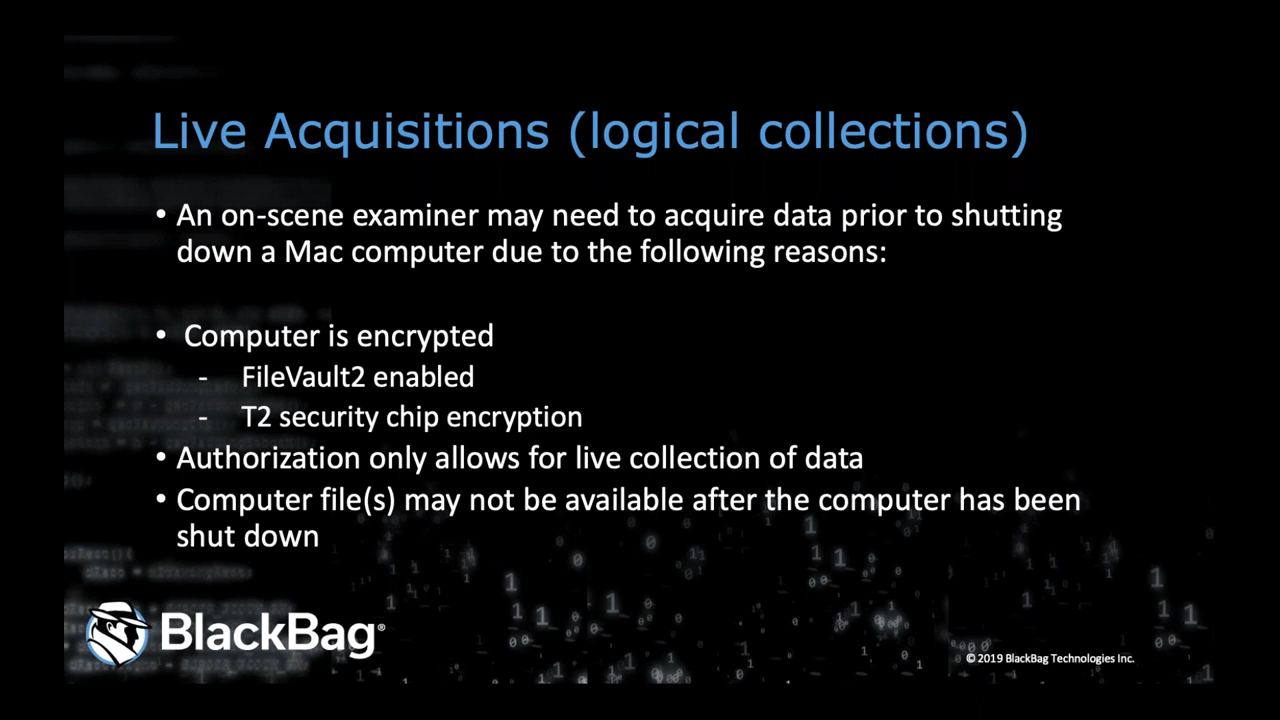 Live Acquisitions (logical collections)
• An on-scene examiner may need to acquire data prior to shutting
down a Mac computer due to the following reasons:
• Computer is encrypted
- FileVault2 enabled
- T2 security chip encryption
• Authorization only allows for live collection of data
• Computer file(s) may not be available after the computer has been
shut down
BlackBag®
© 2019 BlackBag Technologies Inc.